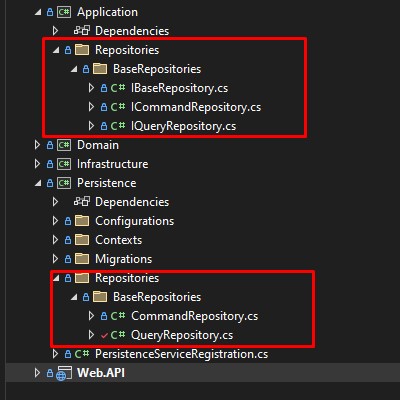 Application
Dependencies
Repositories
BaseRepositories
C# IBaseRepository.cs
C# ICommandRepository.cs
C# IQueryRepository.cs
C# Domain
C# Infrastructure
C# Persistence
Dependencies
Configurations
Contexts
Migrations
Repositories
BaseRepositories
C# CommandRepository.cs
C# QueryRepository.cs
C# PersistenceServiceRegistration.cs
Web.API